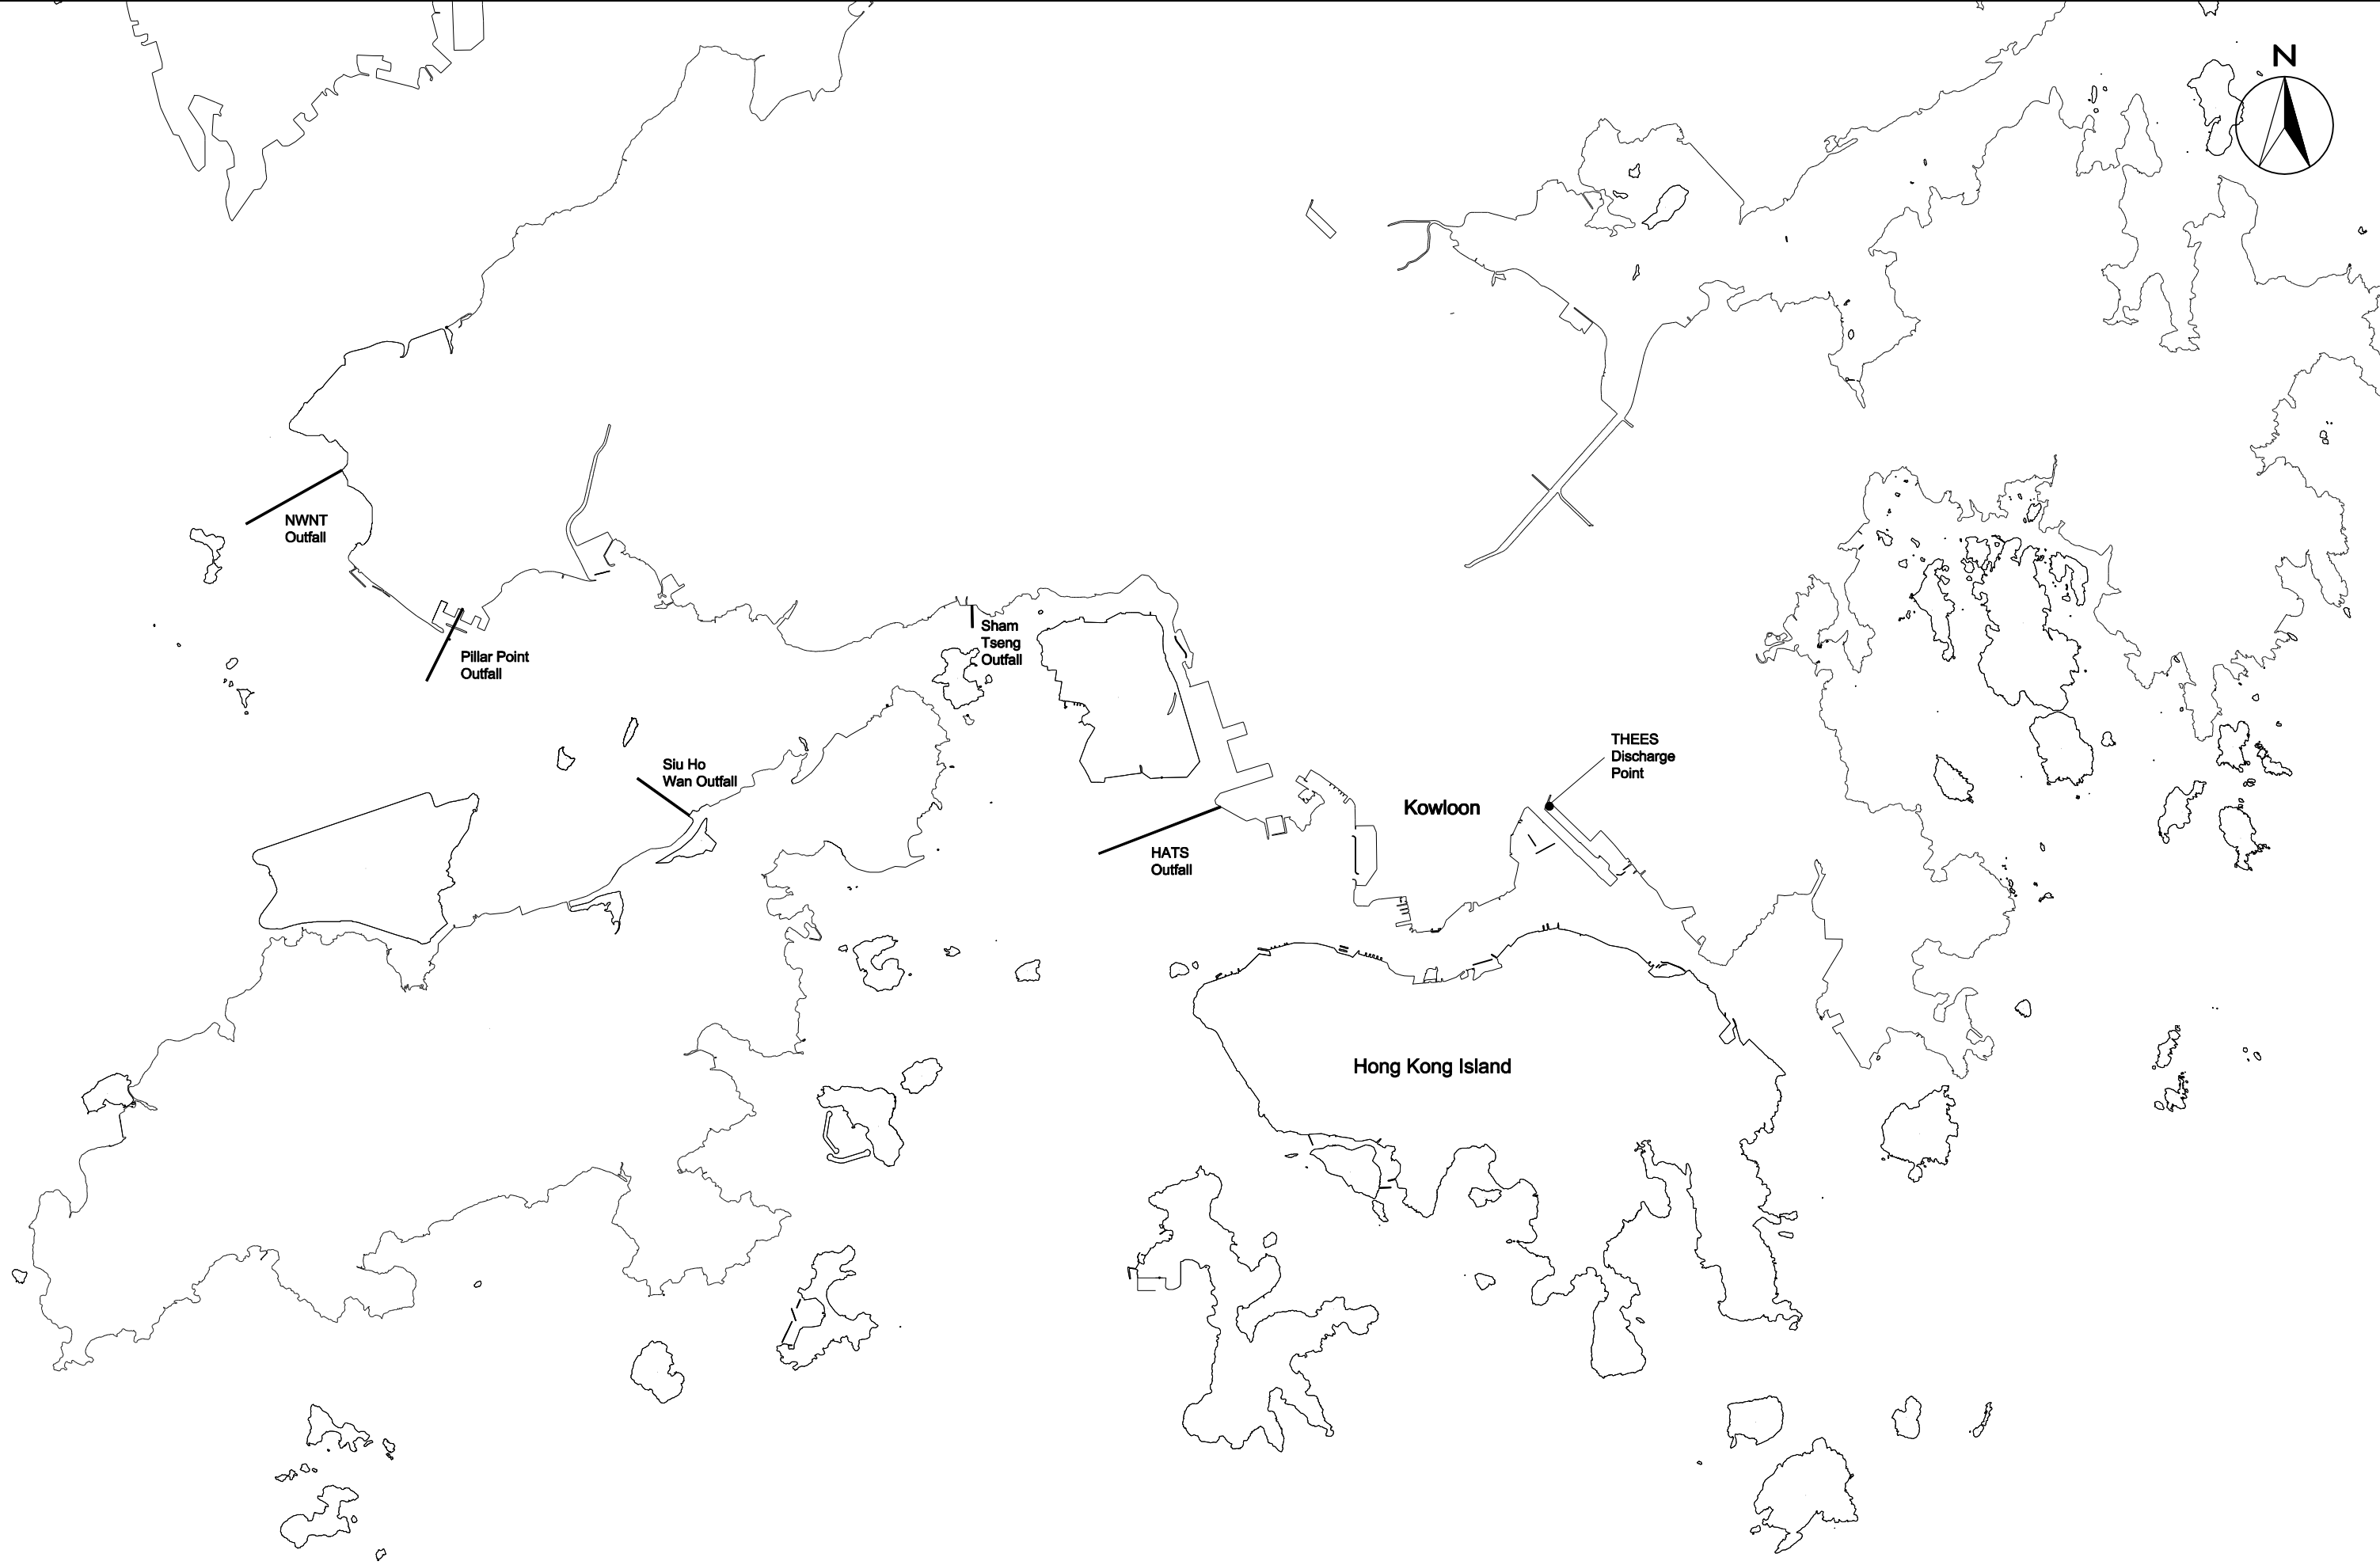 N
NWNT
Outfall
Pillar Point
Outfall
Sham
Tseng
Outfall
Siu Ho
Wan Outfall
THEES
Discharge
Point
Kowloon
HATS
Outfall
Hong Kong Island